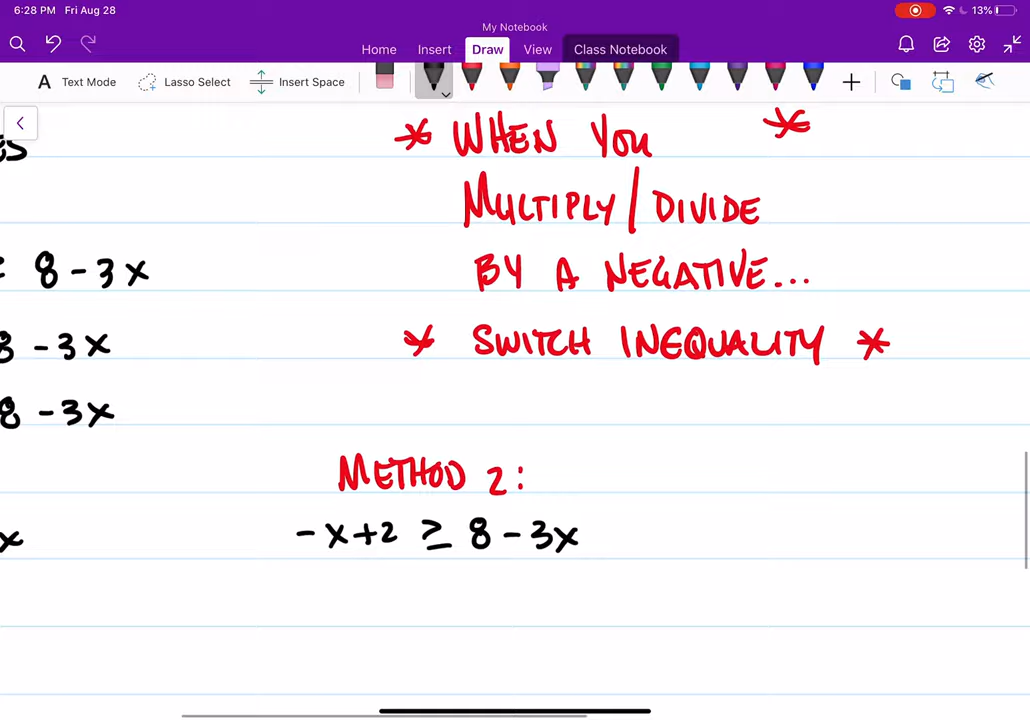 6:28 PM Fri Aug 28
13%
My Notebook
Home Insert Draw View Class Notebook
A Text Mode Lasso Select Insert Space
* WHEN YOU *
MULTIPLY/DIVIDE
BY A NEGATIVE...
8 - 3x
* SWITCH INEQUALITY *
8 - 3x
8 - 3x
METHOD 2:
-x+2 ≥ 8 - 3x
x